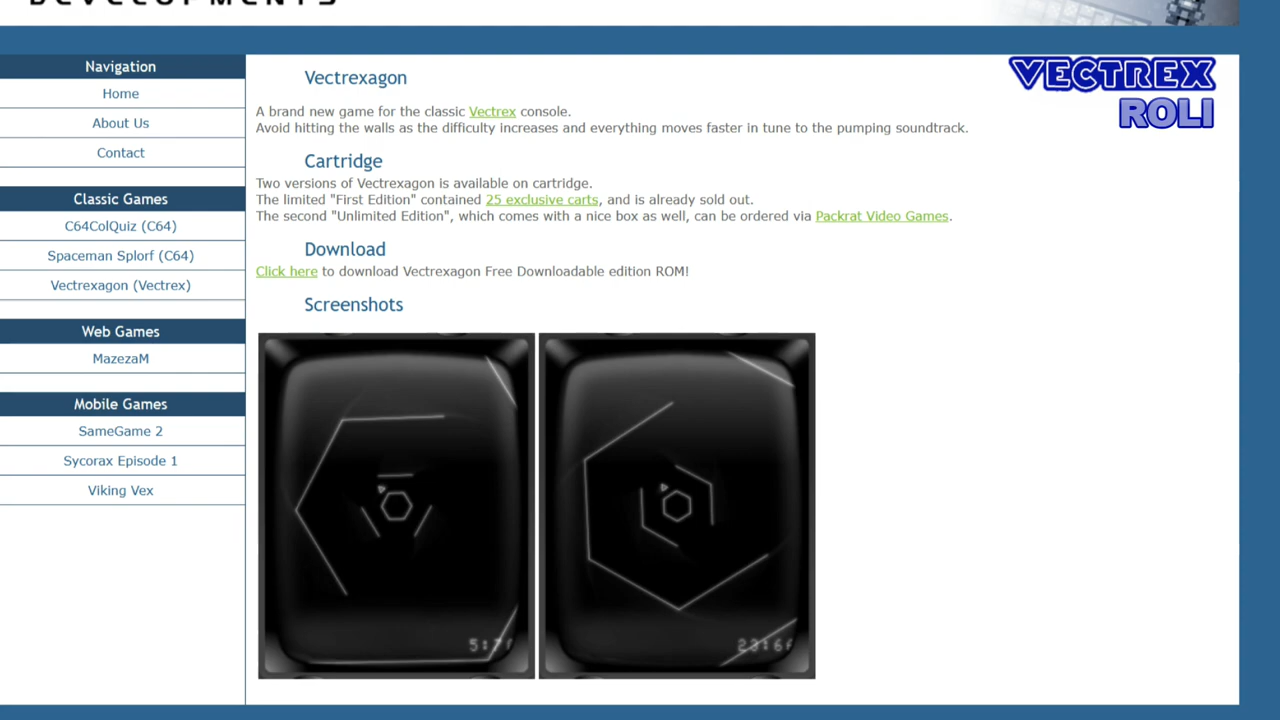 DEVELOPMENTS
Navigation
Home
About Us
Contact
Classic Games
C64ColQuiz (C64)
Spaceman Splorf (C64)
Vectrexagon (Vectrex)
Web Games
MazezaM
Mobile Games
SameGame 2
Sycorax Episode 1
Viking Vex
Vectrexagon
A brand new game for the classic Vectrex console.
Avoid hitting the walls as the difficulty increases and everything moves faster in tune to the pumping soundtrack.
Cartridge
Two versions of Vectrexagon is available on cartridge.
The limited "First Edition" contained 25 exclusive carts, and is already sold out.
The second "Unlimited Edition", which comes with a nice box as well, can be ordered via Packrat Video Games.
Download
Click here to download Vectrexagon Free Downloadable edition ROM!
Screenshots
VECTREX
ROLI